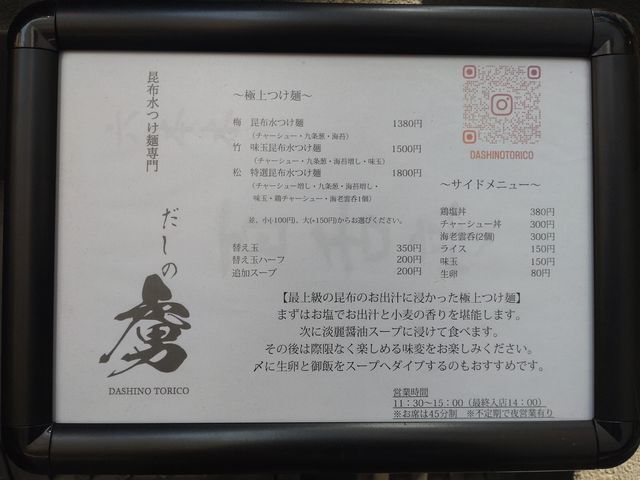 昆布水つけ麺専門
だしの
虜
DASHINO TORICO
～極上つけ麺～
梅 昆布水つけ麺 1380円
（チャーシュー・九条葱・海苔）
竹 味玉昆布水つけ麺 1500円
（チャーシュー・九条葱・海苔増し・味玉）
松 特選昆布水つけ麺 1800円
（チャーシュー増し・九条葱・海苔増し・
味玉・鶏チャーシュー・海老雲呑1個）
並、小(-100円)、大(+150円)からお選びください。
替え玉 350円
替え玉ハーフ 200円
追加スープ 200円
DASHINOTORICO
～サイドメニュー～
鶏塩丼 380円
チャーシュー丼 300円
海老雲呑(2個) 300円
ライス 150円
味玉 150円
生卵 80円
【最上級の昆布のお出汁に浸かった極上つけ麺】
まずはお塩でお出汁と小麦の香りを堪能します。
次に淡麗醤油スープに浸けて食べます。
その後は際限なく楽しめる味変をお楽しみください。
〆に生卵と御飯をスープへダイブするのもおすすめです。
営業時間
11：30～15：00（最終入店14：00）
※お席は45分制 ※不定期で夜営業有り